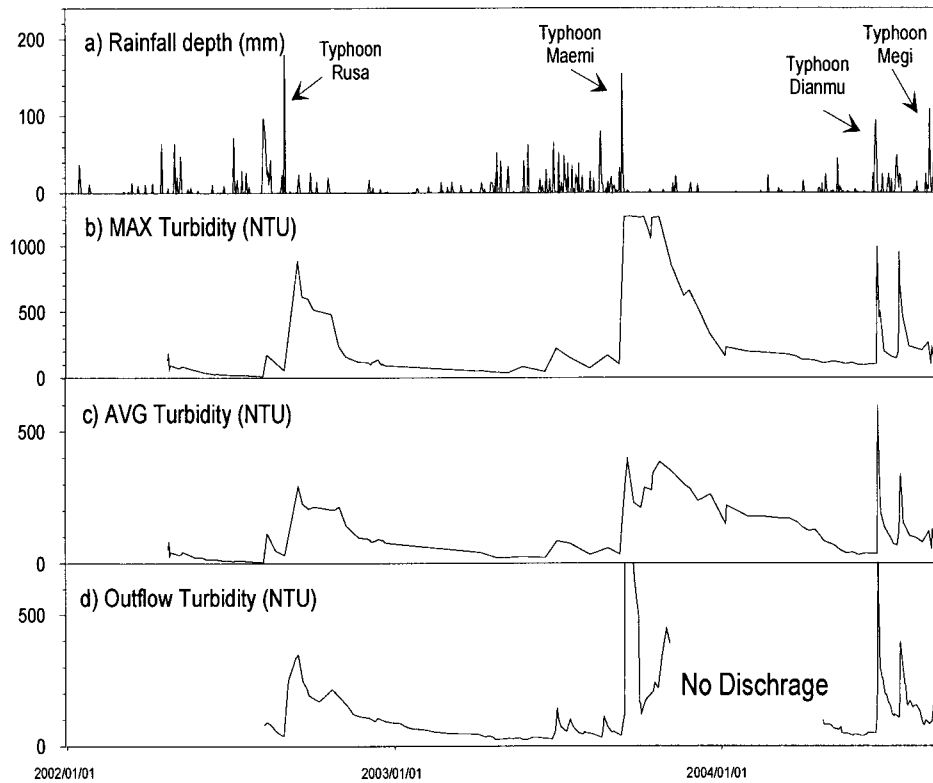 a) Rainfall depth (mm)
Typhoon
Rusa
Typhoon
Maemi
Typhoon
Dianmu
Typhoon
Megi
200
100
0
b) MAX Turbidity (NTU)
1000
500
0
c) AVG Turbidity (NTU)
500
0
d) Outflow Turbidity (NTU)
500
0
No Dischrage
2002/01/01
2003/01/01
2004/01/01